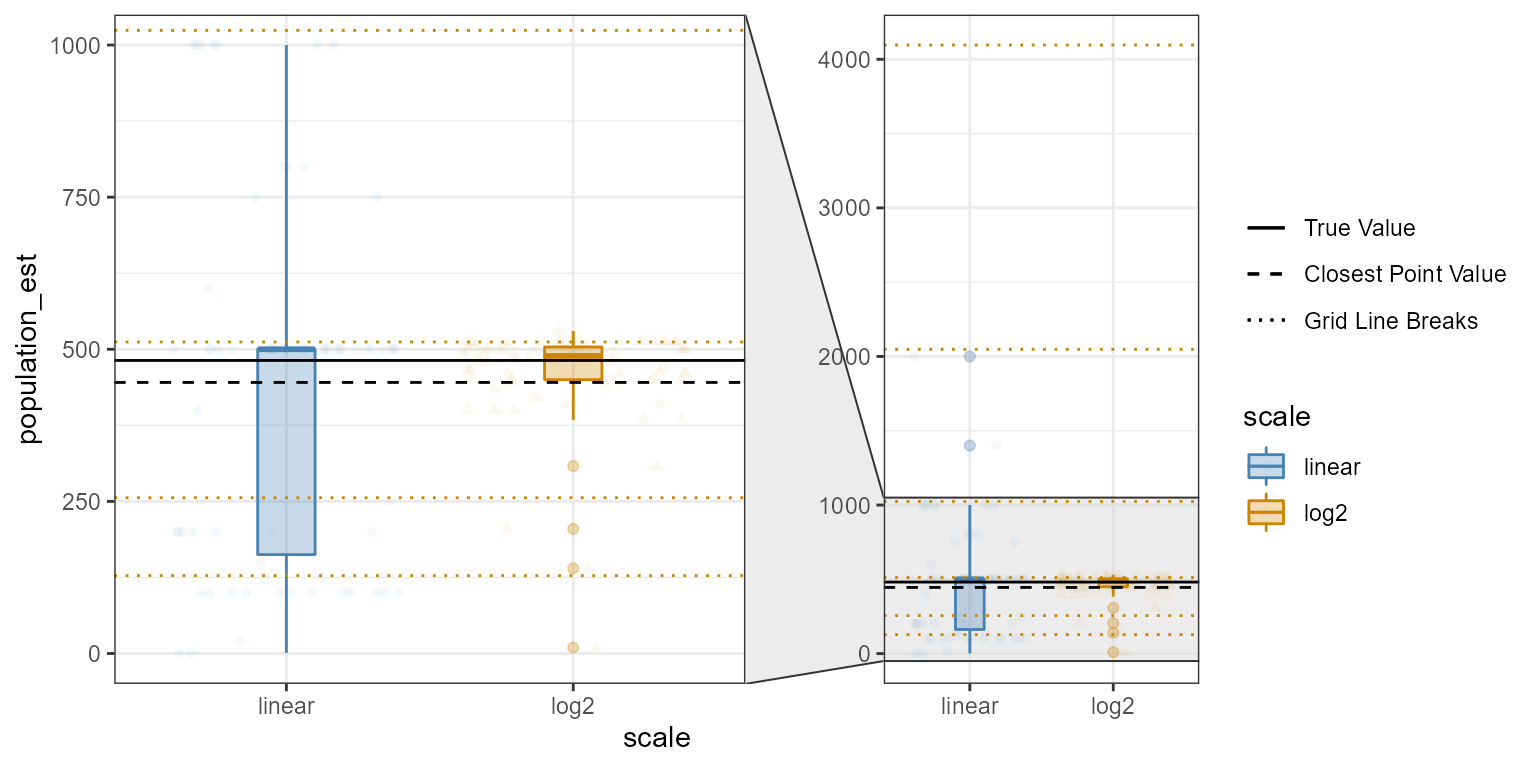 population_est
1000
750
500
250
0
linear
log2
scale
4000
3000
2000
1000
0
linear
log2
True Value
Closest Point Value
Grid Line Breaks
scale
linear
log2